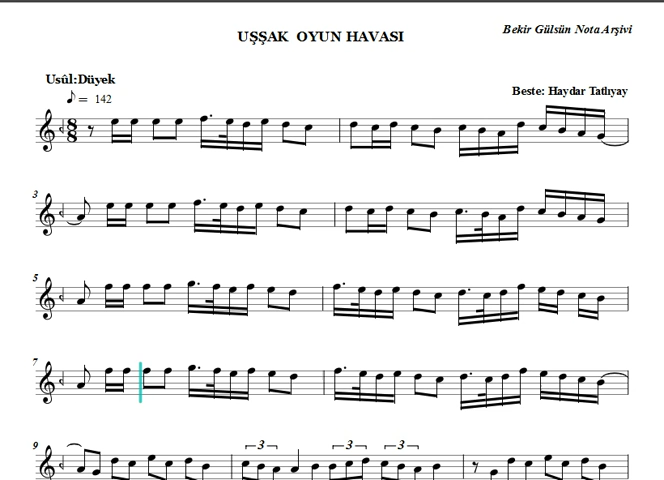 Bekir Gülsün Nota Arşivi
UŞŞAK OYUN HAVASI
Usûl:Düyek
♪ = 142
Beste: Haydar Tatlıyay
8
8
3
5
7
9
3 3 3